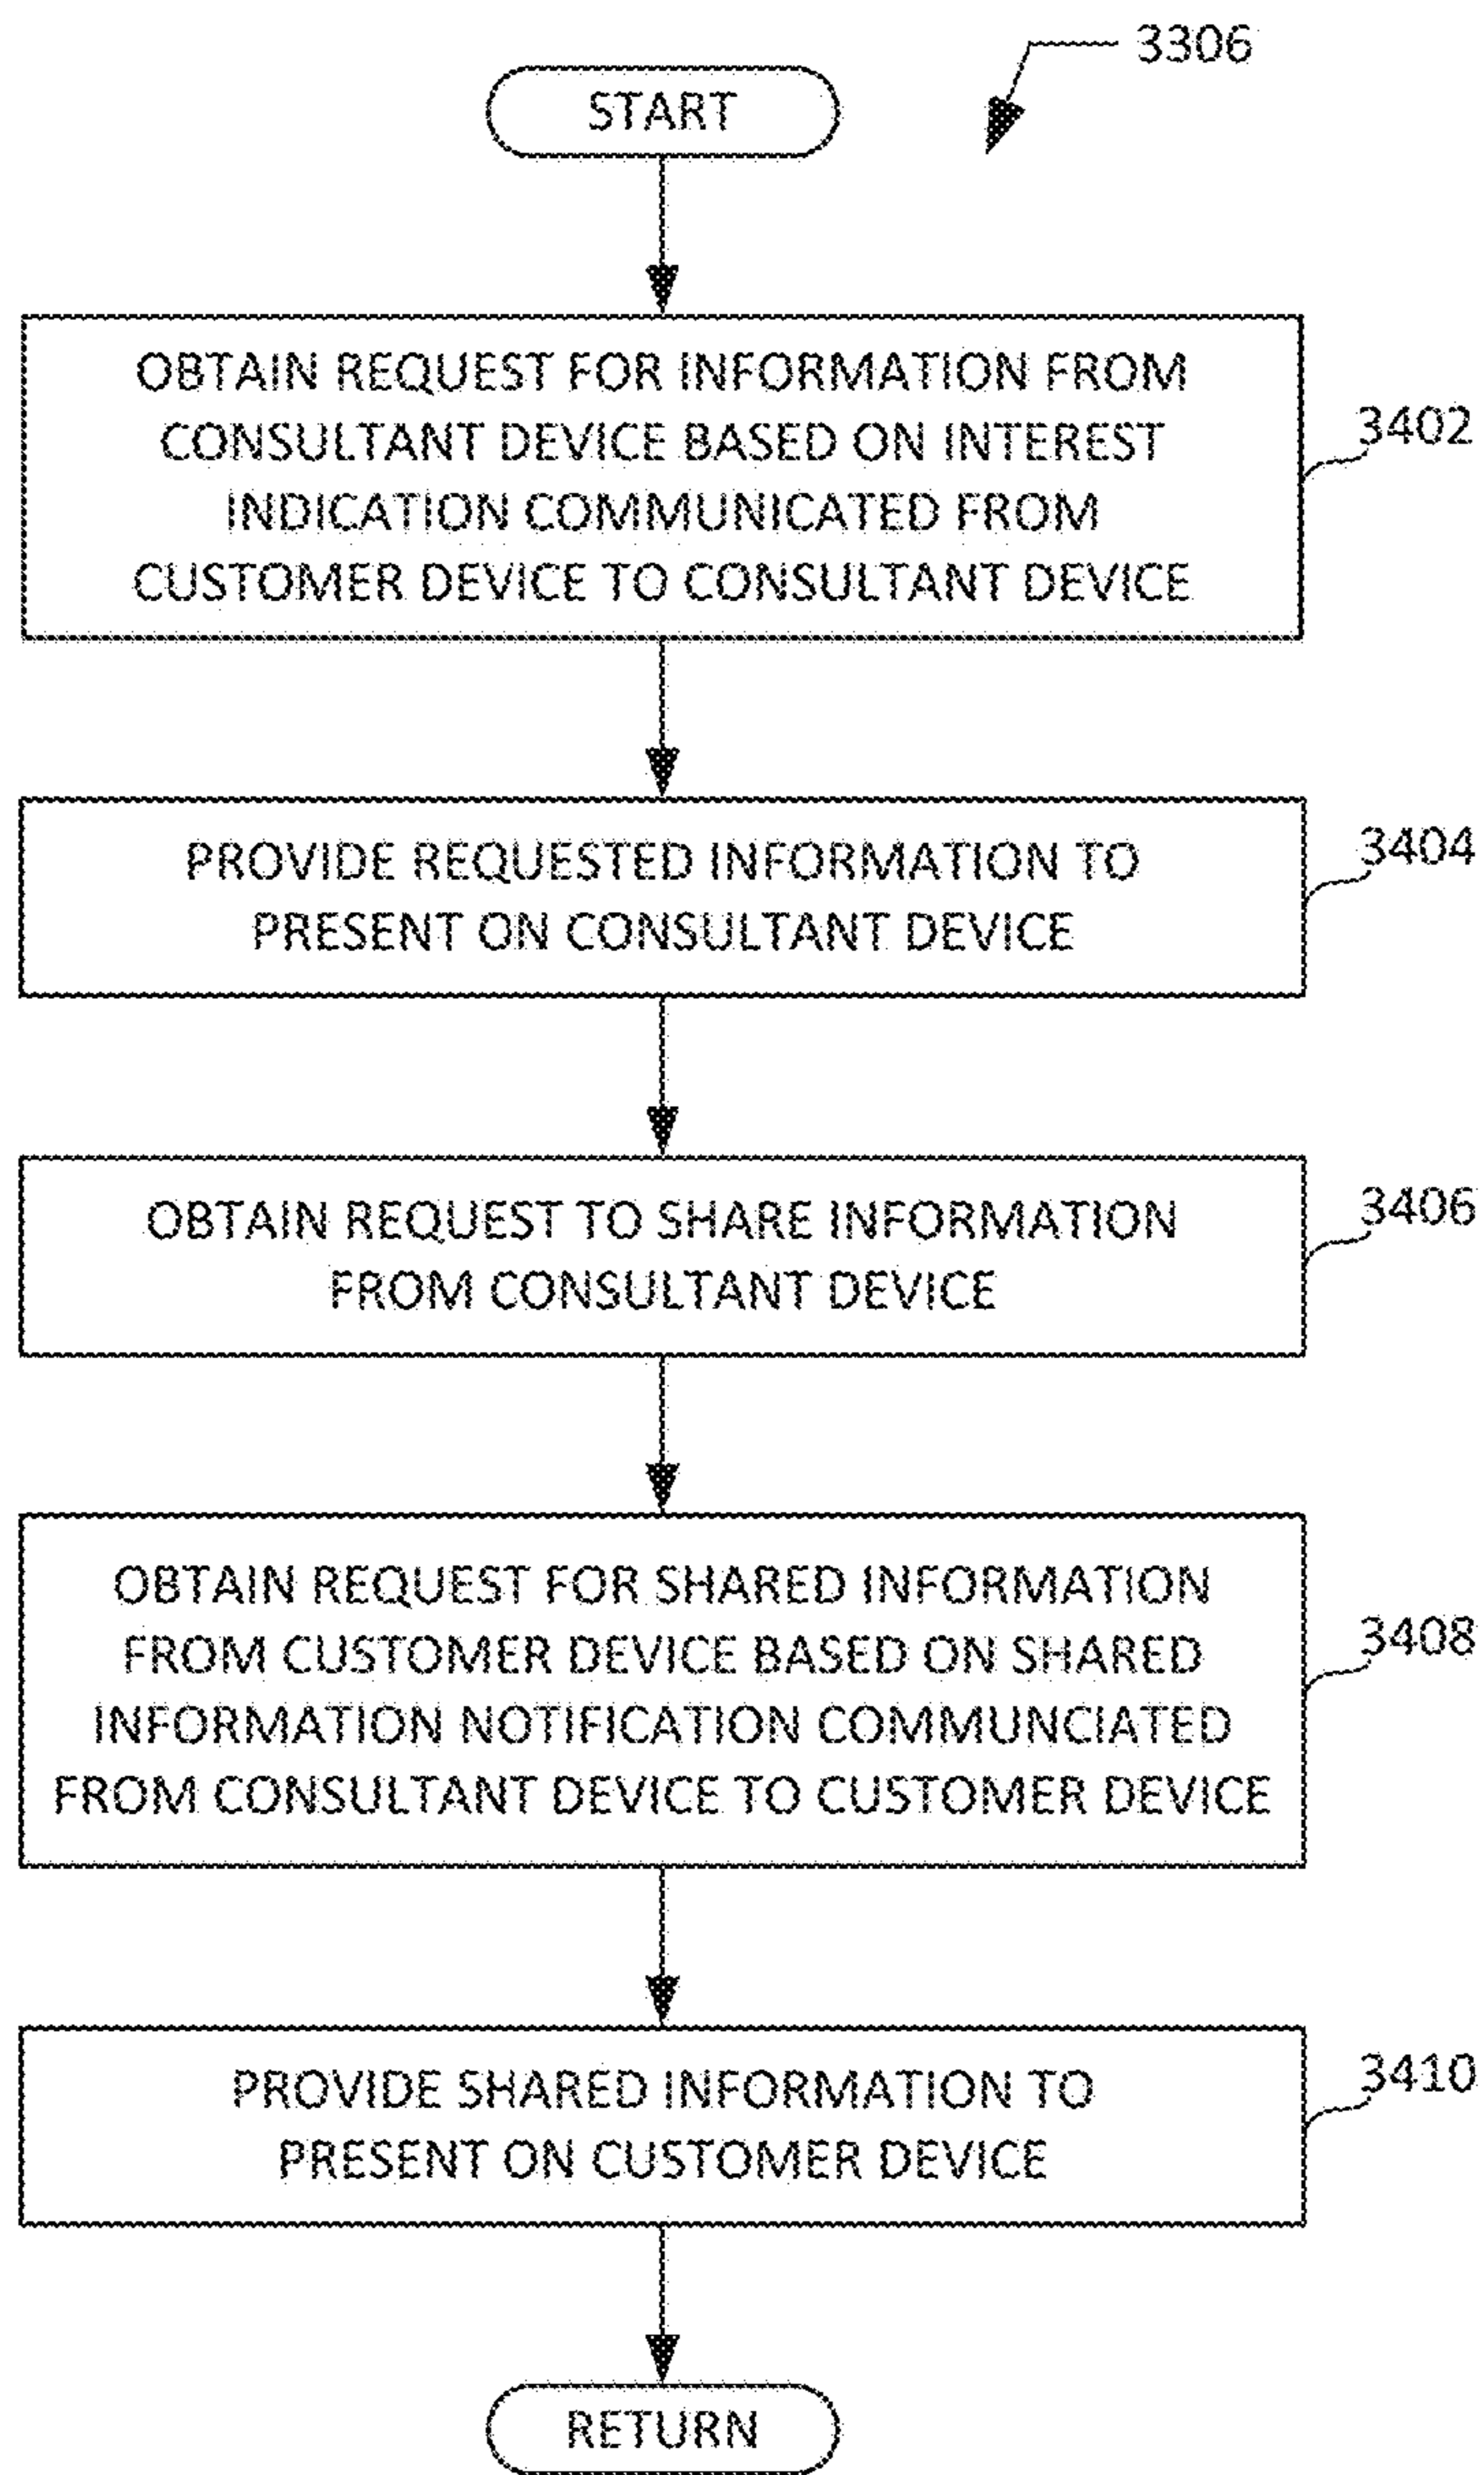 3306
START
OBTAIN REQUEST FOR INFORMATION FROM
CONSULTANT DEVICE BASED ON INTEREST
INDICATION COMMUNICATED FROM
CUSTOMER DEVICE TO CONSULTANT DEVICE
3402
PROVIDE REQUESTED INFORMATION TO
PRESENT ON CONSULTANT DEVICE
3404
OBTAIN REQUEST TO SHARE INFORMATION
FROM CONSULTANT DEVICE
3406
OBTAIN REQUEST FOR SHARED INFORMATION
FROM CUSTOMER DEVICE BASED ON SHARED
INFORMATION NOTIFICATION COMMUNCIATED
FROM CONSULTANT DEVICE TO CUSTOMER DEVICE
3408
PROVIDE SHARED INFORMATION TO
PRESENT ON CUSTOMER DEVICE
3410
RETURN